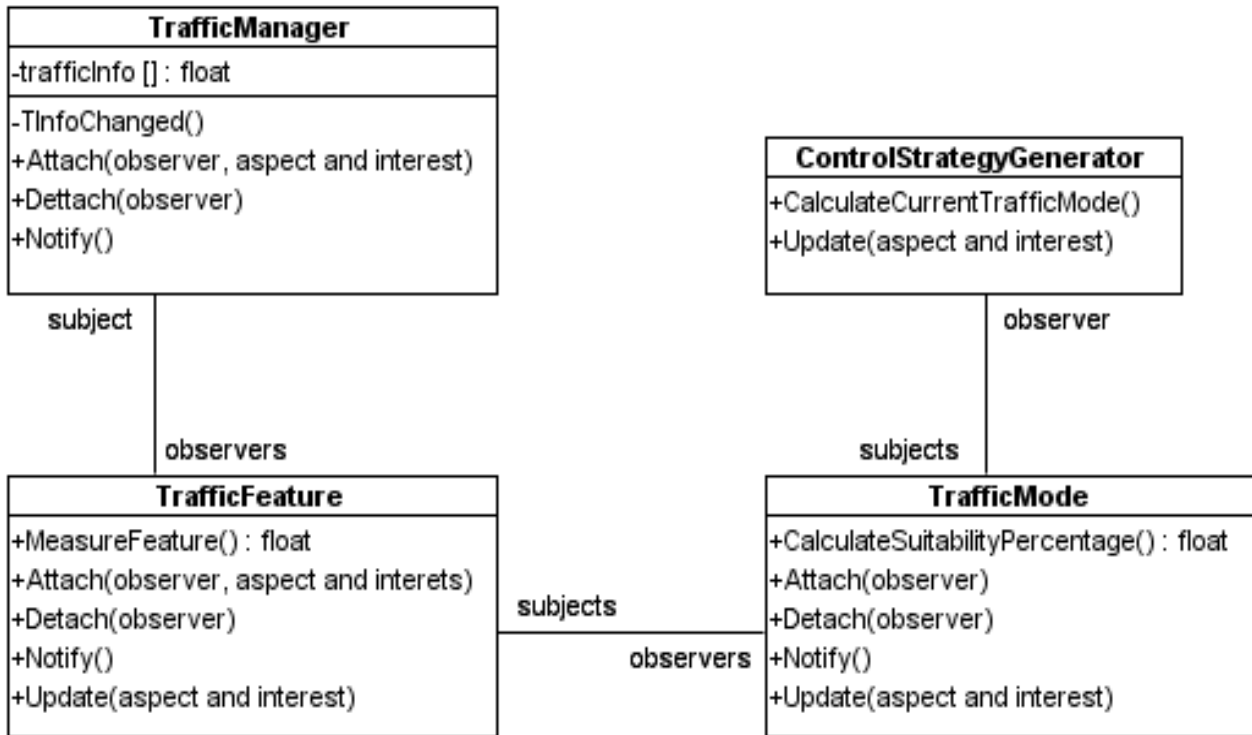 TrafficManager
-trafficInfo [] : float
-TInfoChanged()
+Attach(observer, aspect and interest)
+Dettach(observer)
+Notify()
ControlStrategyGenerator
+CalculateCurrentTrafficMode()
+Update(aspect and interest)
subject
observer
observers
subjects
TrafficFeature
+MeasureFeature() : float
+Attach(observer, aspect and interets)
+Detach(observer)
+Notify()
+Update(aspect and interest)
subjects
observers
TrafficMode
+CalculateSuitabilityPercentage() : float
+Attach(observer)
+Detach(observer)
+Notify()
+Update(aspect and interest)